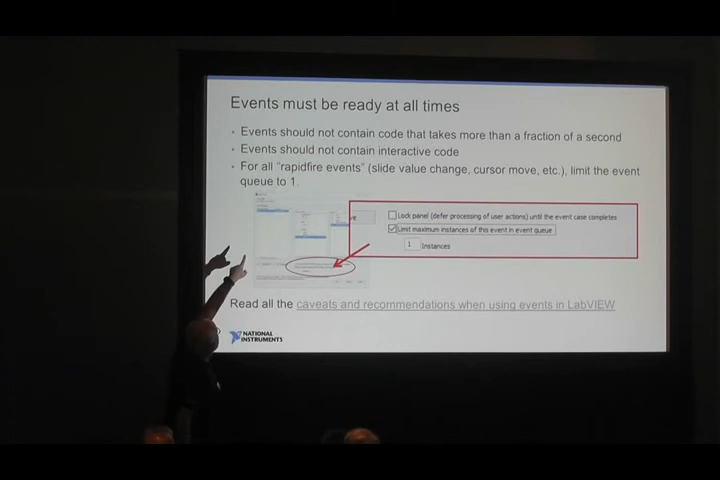 Events must be ready at all times
Events should not contain code that takes more than a fraction of a second
Events should not contain interactive code
For all "rapidfire events" (slide value change, cursor move, etc.), limit the event
queue to 1.
Lock panel (defer processing of user actions) until the event case completes
Limit maximum instances of this event in event queue
1 Instances
Read all the caveats and recommendations when using events in LabVIEW
NATIONAL
INSTRUMENTS